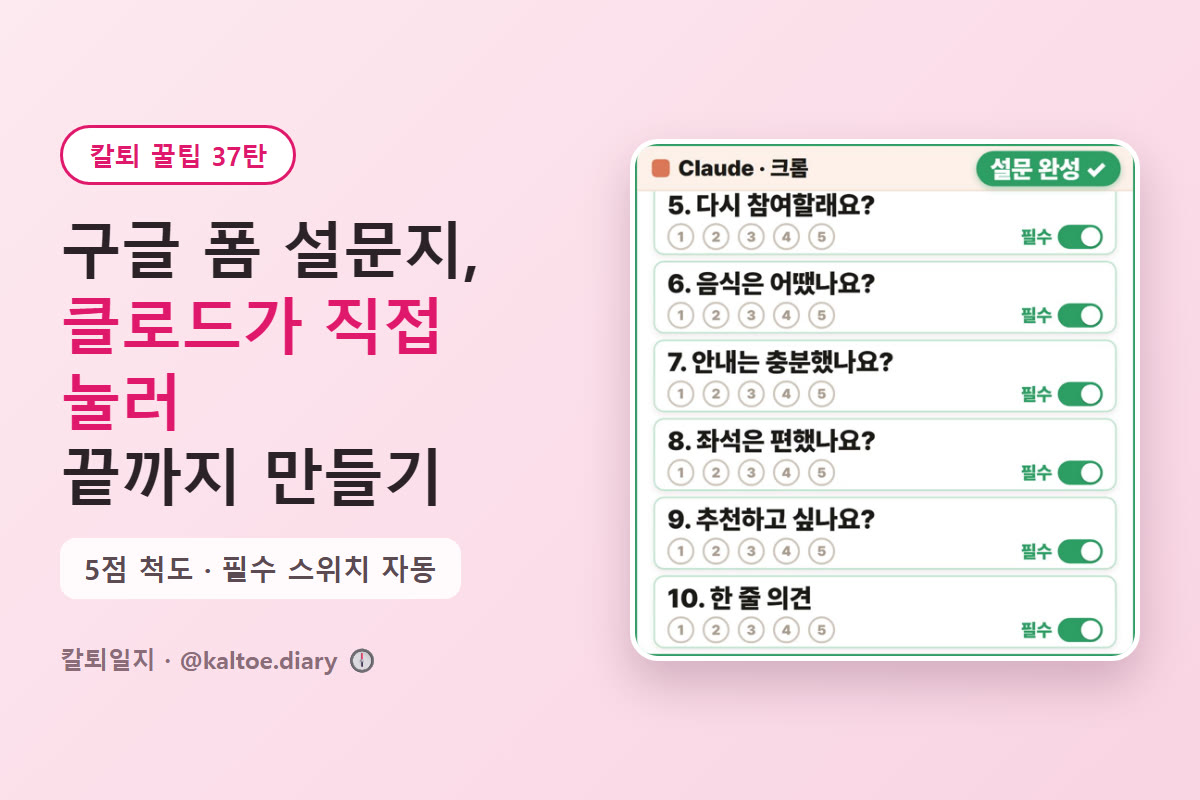 칼퇴 꿀팁 37탄
구글 폼 설문지,
클로드가 직접
눌러
끝까지 만들기
5점 척도 · 필수 스위치 자동
칼퇴일지 · @kaltoe.diary
Claude · 크롬
설문 완성 ✓
5. 다시 참여할래요?
1 2 3 4 5 필수
6. 음식은 어땠나요?
1 2 3 4 5 필수
7. 안내는 충분했나요?
1 2 3 4 5 필수
8. 좌석은 편했나요?
1 2 3 4 5 필수
9. 추천하고 싶나요?
1 2 3 4 5 필수
10. 한 줄 의견
1 2 3 4 5 필수